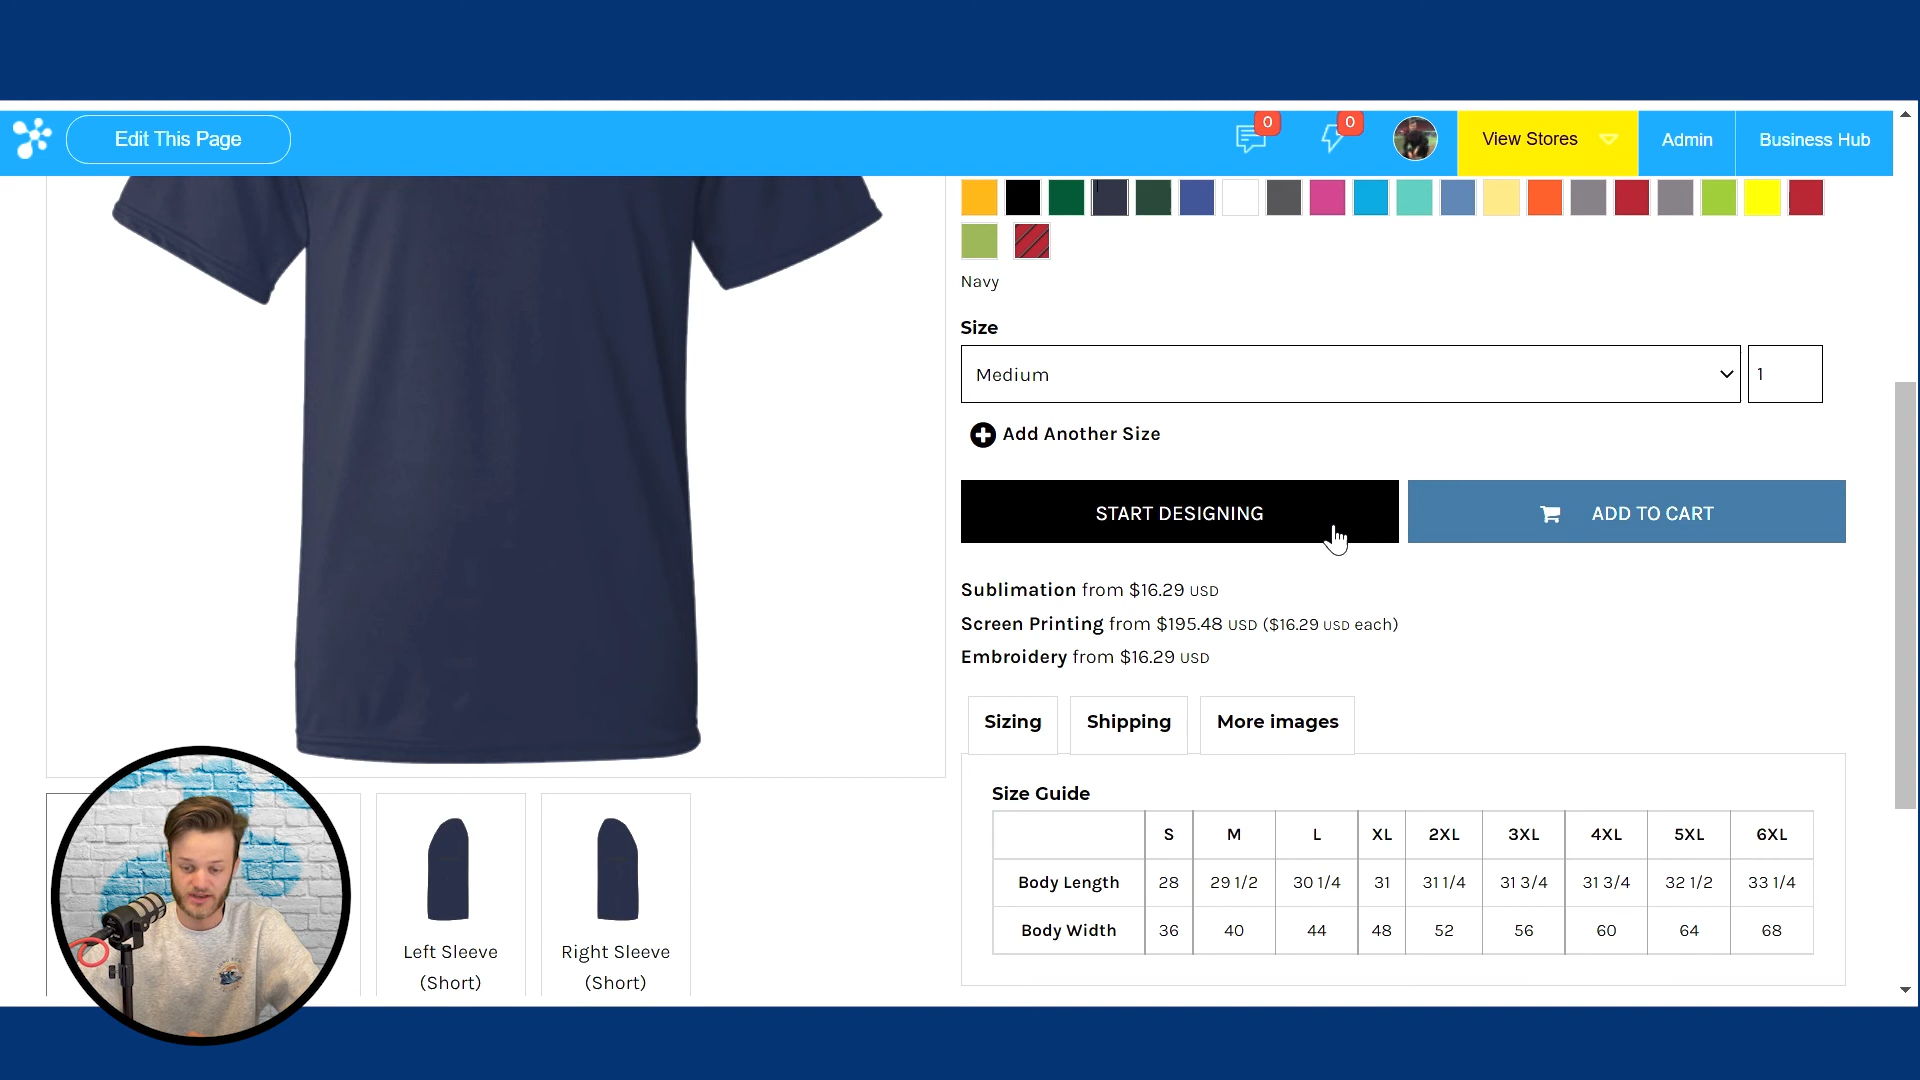 Edit This Page
0
0
View Stores
Admin
Business Hub
Navy
Size
Medium
1
Add Another Size
START DESIGNING
ADD TO CART
Sublimation from $16.29 USD
Screen Printing from $195.48 USD ($16.29 USD each)
Embroidery from $16.29 USD
Sizing
Shipping
More images
Size Guide
S M L XL 2XL 3XL 4XL 5XL 6XL
Body Length 28 29 1/2 30 1/4 31 31 1/4 31 3/4 31 3/4 32 1/2 33 1/4
Body Width 36 40 44 48 52 56 60 64 68
Left Sleeve
(Short)
Right Sleeve
(Short)